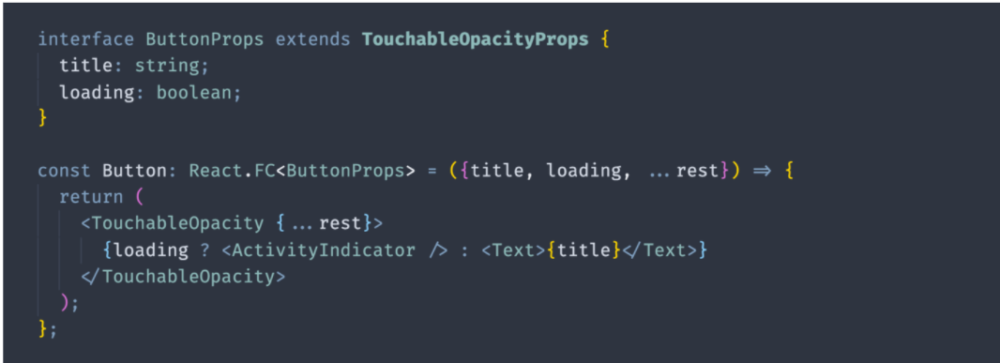 interface ButtonProps extends TouchableOpacityProps {
  title: string;
  loading: boolean;
}
const Button: React.FC<ButtonProps> = ({title, loading, ...rest}) => {
  return (
    <TouchableOpacity {...rest}>
      {loading ? <ActivityIndicator /> : <Text>{title}</Text>}
    </TouchableOpacity>
  );
};